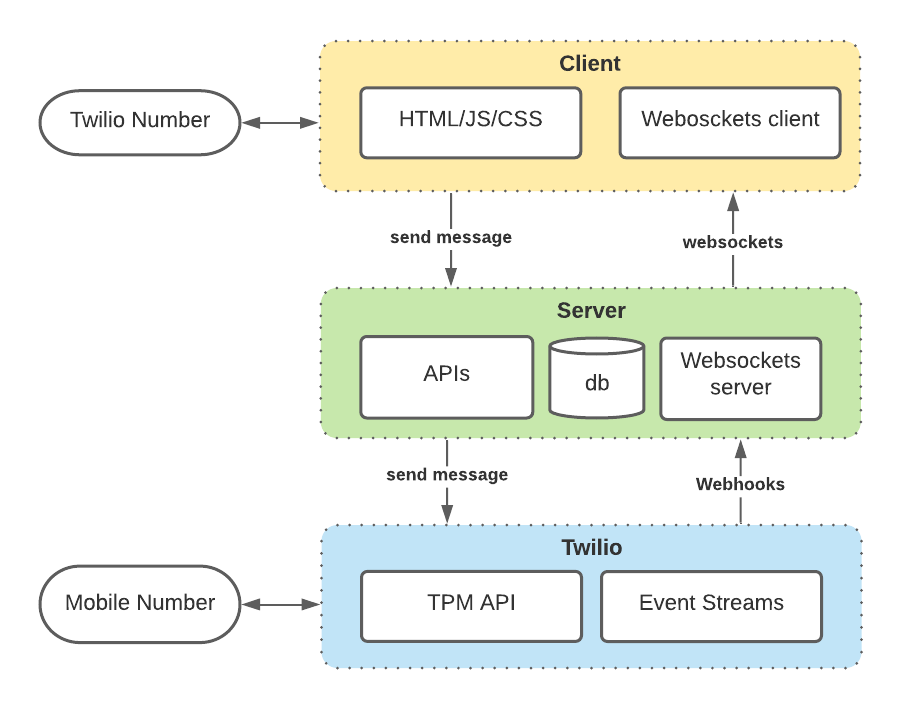 Client
Twilio Number
HTML/JS/CSS
Webosckets client
send message
websockets
Server
APIs
db
Websockets
server
send message
Webhooks
Twilio
Mobile Number
TPM API
Event Streams